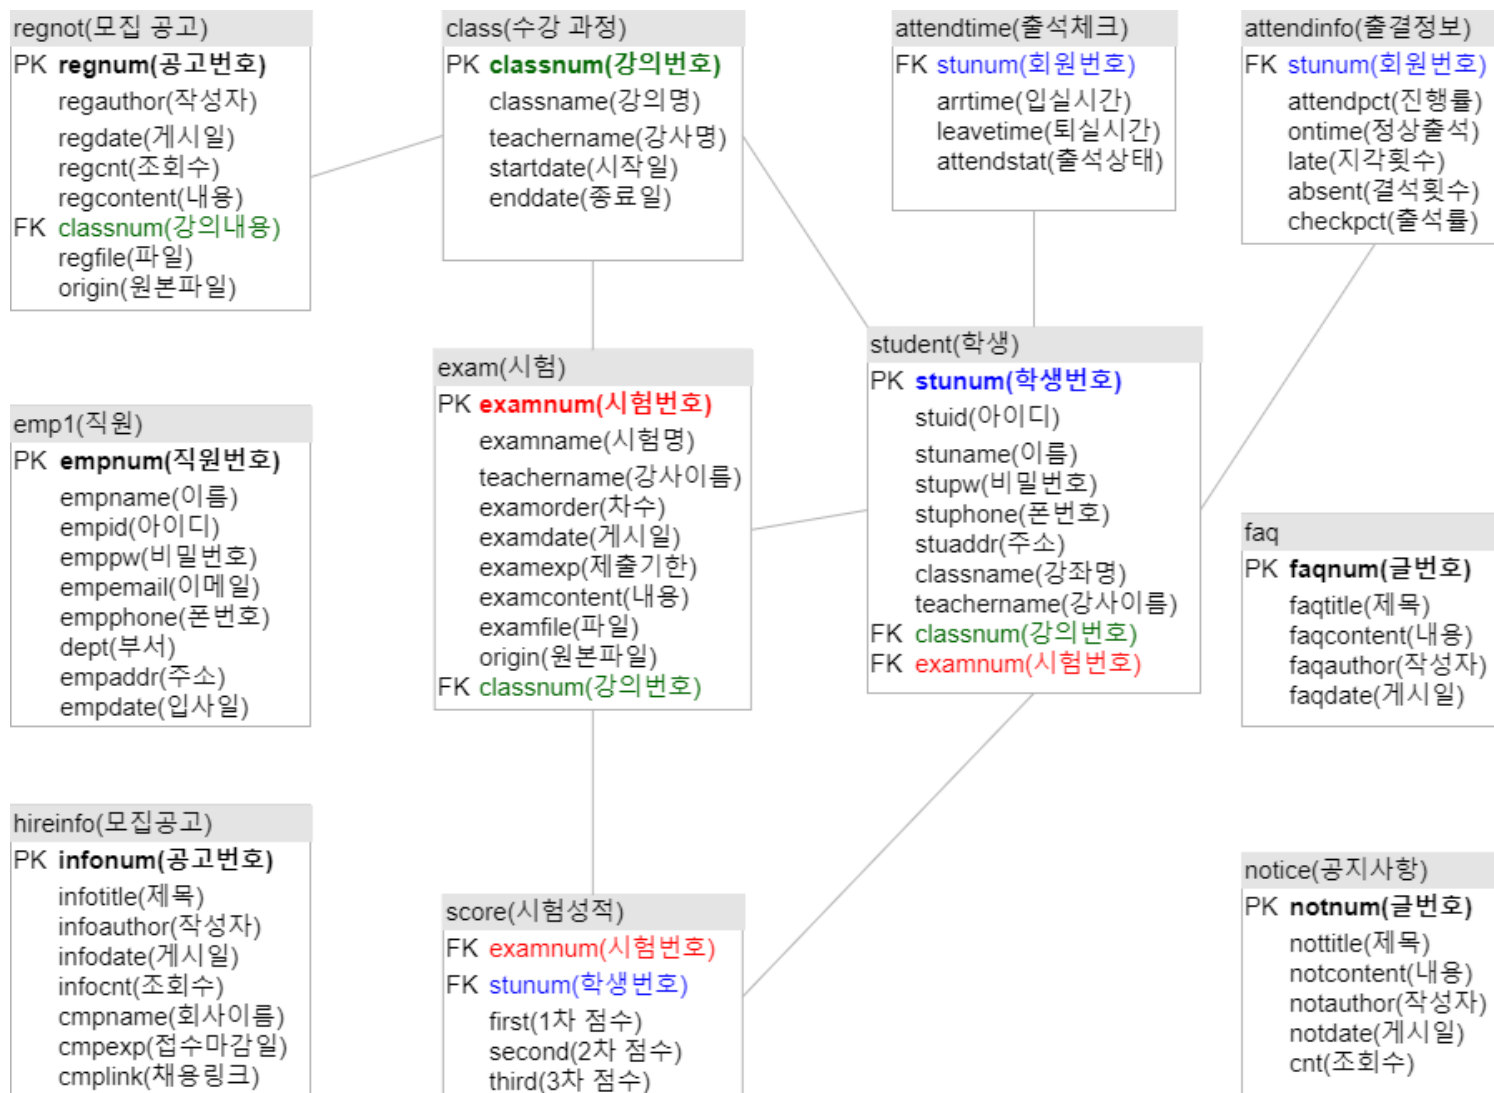 regnot(모집 공고)
PK regnum(공고번호)
regauthor(작성자)
regdate(게시일)
regcnt(조회수)
regcontent(내용)
FK classnum(강의내용)
regfile(파일)
origin(원본파일)
class(수강 과정)
PK classnum(강의번호)
classname(강의명)
teachername(강사명)
startdate(시작일)
enddate(종료일)
attendtime(출석체크)
FK stunum(회원번호)
arrtime(입실시간)
leavetime(퇴실시간)
attendstat(출석상태)
attendinfo(출결정보)
FK stunum(회원번호)
attendpct(진행률)
ontime(정상출석)
late(지각횟수)
absent(결석횟수)
checkpct(출석률)
emp1(직원)
PK empnum(직원번호)
empname(이름)
empid(아이디)
emppw(비밀번호)
empemail(이메일)
empphone(폰번호)
dept(부서)
empaddr(주소)
empdate(입사일)
exam(시험)
PK examnum(시험번호)
examname(시험명)
teachername(강사이름)
examorder(차수)
examdate(게시일)
examexp(제출기한)
examcontent(내용)
examfile(파일)
origin(원본파일)
FK classnum(강의번호)
student(학생)
PK stunum(학생번호)
stuid(아이디)
stuname(이름)
stupw(비밀번호)
stuphone(폰번호)
stuaddr(주소)
classname(강좌명)
teachername(강사이름)
FK classnum(강의번호)
FK examnum(시험번호)
faq
PK faqnum(글번호)
faqtitle(제목)
faqcontent(내용)
faqauthor(작성자)
faqdate(게시일)
hireinfo(모집공고)
PK infonum(공고번호)
infotitle(제목)
infoauthor(작성자)
infodate(게시일)
infocnt(조회수)
cmpname(회사이름)
cmpexp(접수마감일)
cmplink(채용링크)
score(시험성적)
FK examnum(시험번호)
FK stunum(학생번호)
first(1차 점수)
second(2차 점수)
third(3차 점수)
notice(공지사항)
PK notnum(글번호)
nottitle(제목)
notcontent(내용)
notauthor(작성자)
notdate(게시일)
cnt(조회수)